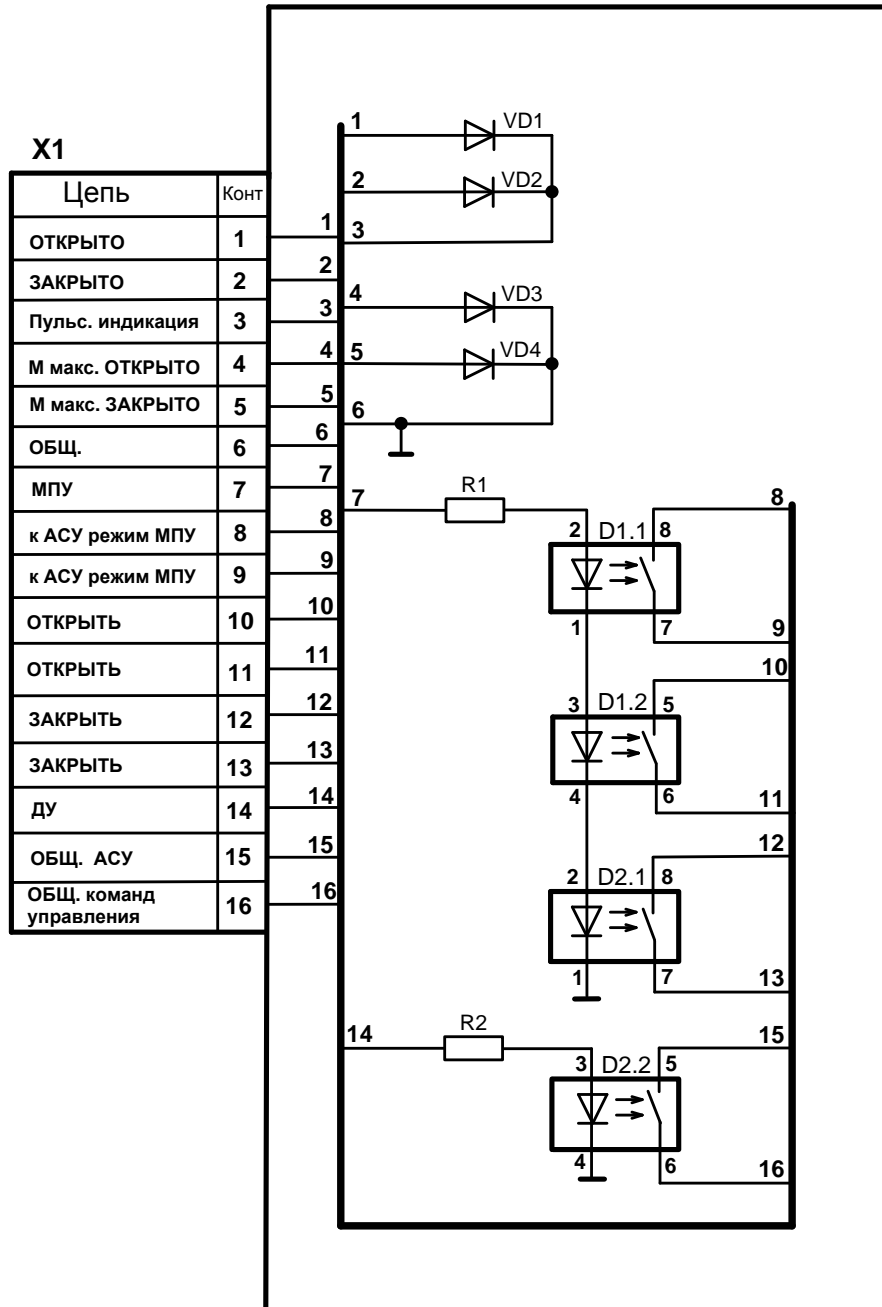 X1
Цепь Конт
ОТКРЫТО 1
ЗАКРЫТО 2
Пульс. индикация 3
М макс. ОТКРЫТО 4
М макс. ЗАКРЫТО 5
ОБЩ. 6
МПУ 7
к АСУ режим МПУ 8
к АСУ режим МПУ 9
ОТКРЫТЬ 10
ОТКРЫТЬ 11
ЗАКРЫТЬ 12
ЗАКРЫТЬ 13
ДУ 14
ОБЩ. АСУ 15
ОБЩ. команд
управления 16
1
2
3
4
5
6
7
8
9
10
11
12
13
14
15
16
1 VD1
2 VD2
3
4 VD3
5 VD4
6
7 R1
2 D1.1 8 8
1 7 9
10
3 D1.2 5
4 6 11
12
2 D2.1 8
1 7 13
14 R2 15
3 D2.2 5
4 6 16